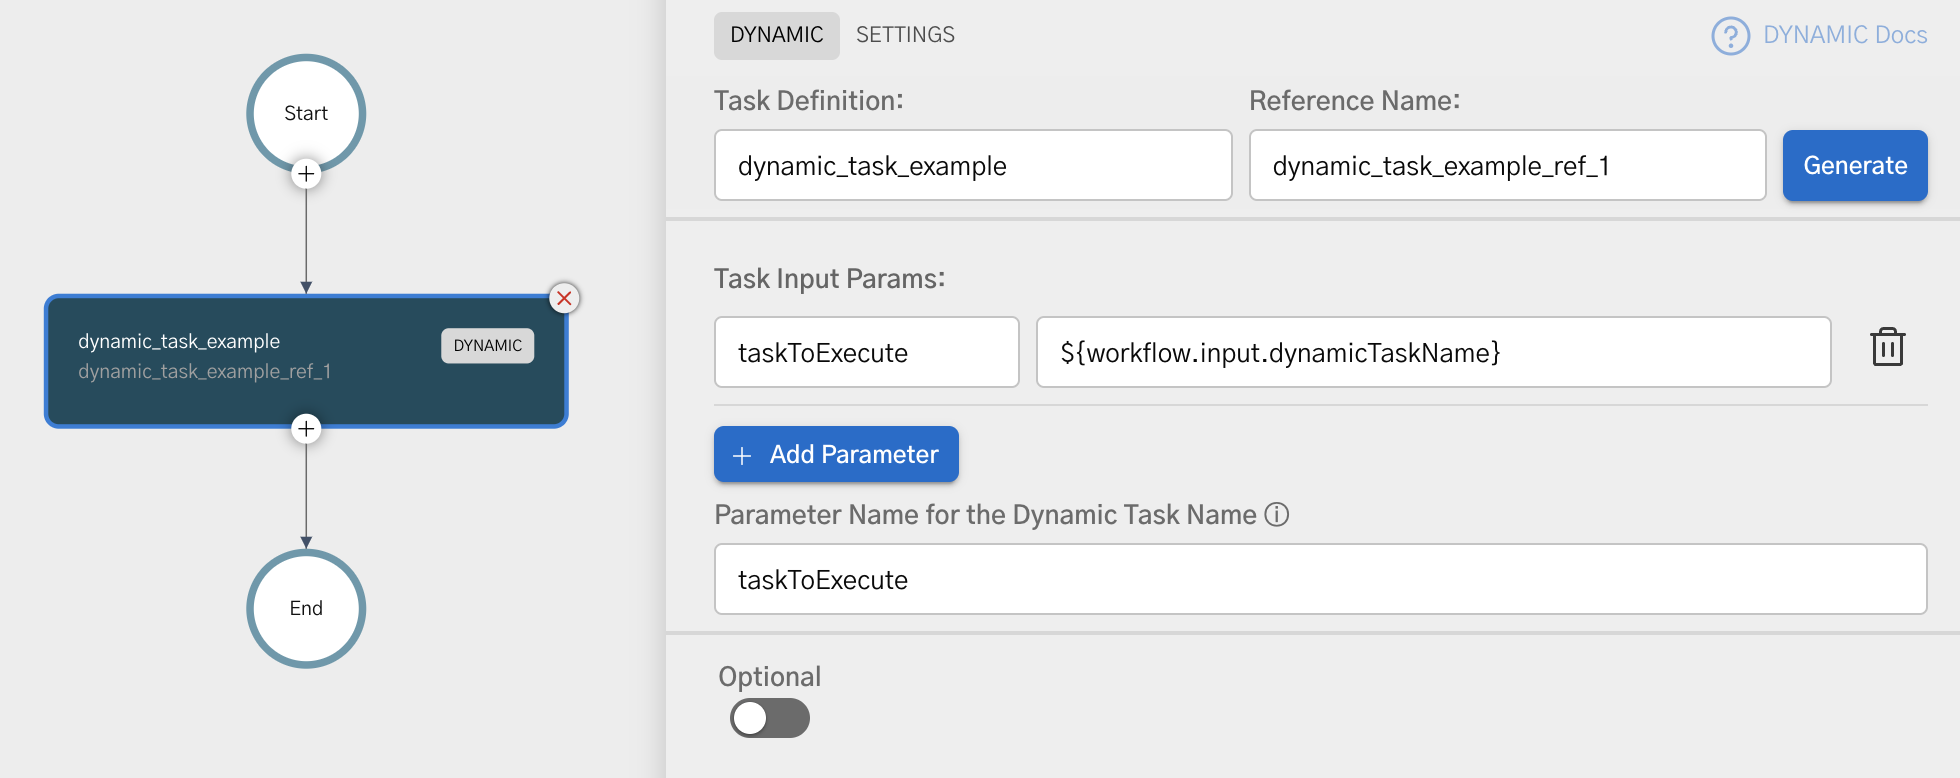 Start
+
dynamic_task_example
DYNAMIC
dynamic_task_example_ref_1
+
End
DYNAMIC SETTINGS
? DYNAMIC Docs
Task Definition:
Reference Name:
dynamic_task_example
dynamic_task_example_ref_1
Generate
Task Input Params:
taskToExecute
${workflow.input.dynamicTaskName}
+ Add Parameter
Parameter Name for the Dynamic Task Name ⓘ
taskToExecute
Optional